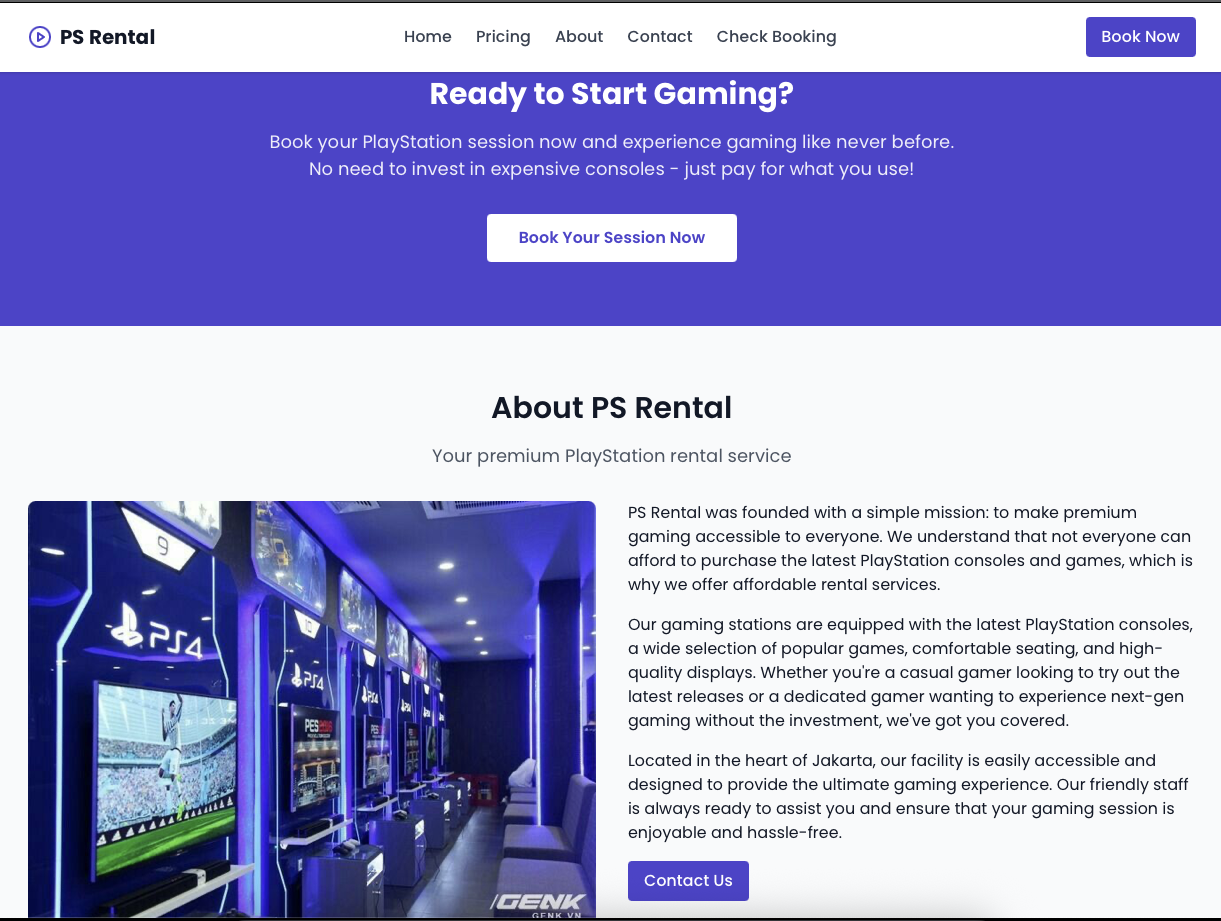 PS Rental
Home
Pricing
About
Contact
Check Booking
Book Now
Ready to Start Gaming?
Book your PlayStation session now and experience gaming like never before.
No need to invest in expensive consoles - just pay for what you use!
Book Your Session Now
About PS Rental
Your premium PlayStation rental service
9
PS4
10
PS4
PS4
PES
PES
GENK
GENK.VN
PS Rental was founded with a simple mission: to make premium
gaming accessible to everyone. We understand that not everyone can
afford to purchase the latest PlayStation consoles and games, which is
why we offer affordable rental services.
Our gaming stations are equipped with the latest PlayStation consoles,
a wide selection of popular games, comfortable seating, and high-
quality displays. Whether you're a casual gamer looking to try out the
latest releases or a dedicated gamer wanting to experience next-gen
gaming without the investment, we've got you covered.
Located in the heart of Jakarta, our facility is easily accessible and
designed to provide the ultimate gaming experience. Our friendly staff
is always ready to assist you and ensure that your gaming session is
enjoyable and hassle-free.
Contact Us